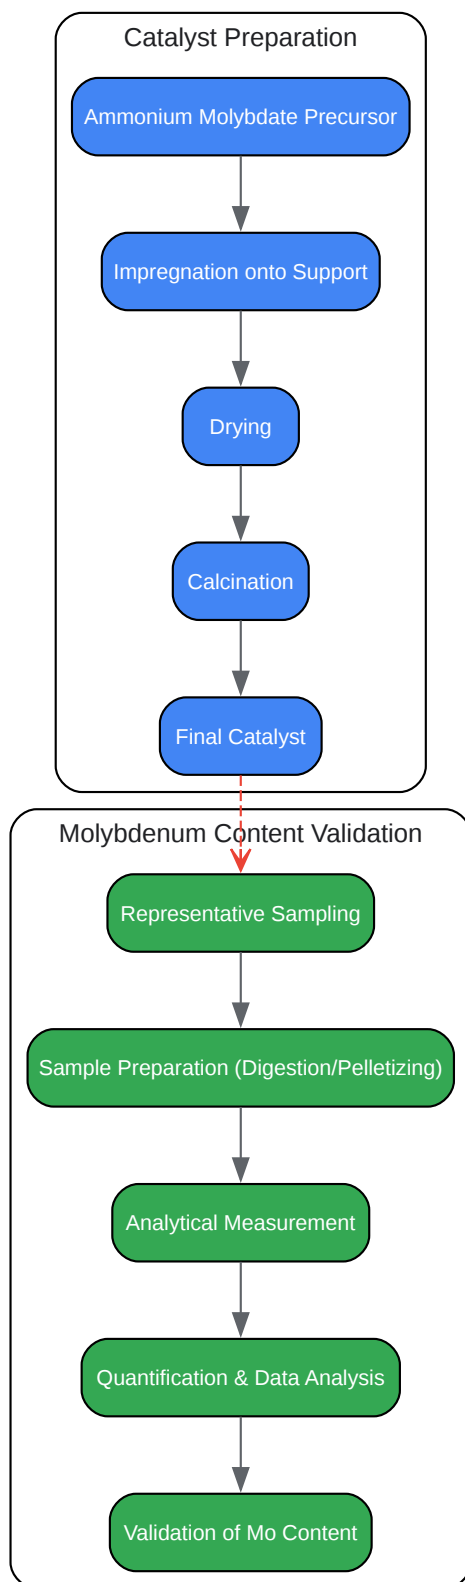 Catalyst Preparation
Ammonium Molybdate Precursor
Impregnation onto Support
Drying
Calcination
Final Catalyst
Molybdenum Content Validation
Representative Sampling
Sample Preparation (Digestion/Pelletizing)
Analytical Measurement
Quantification & Data Analysis
Validation of Mo Content